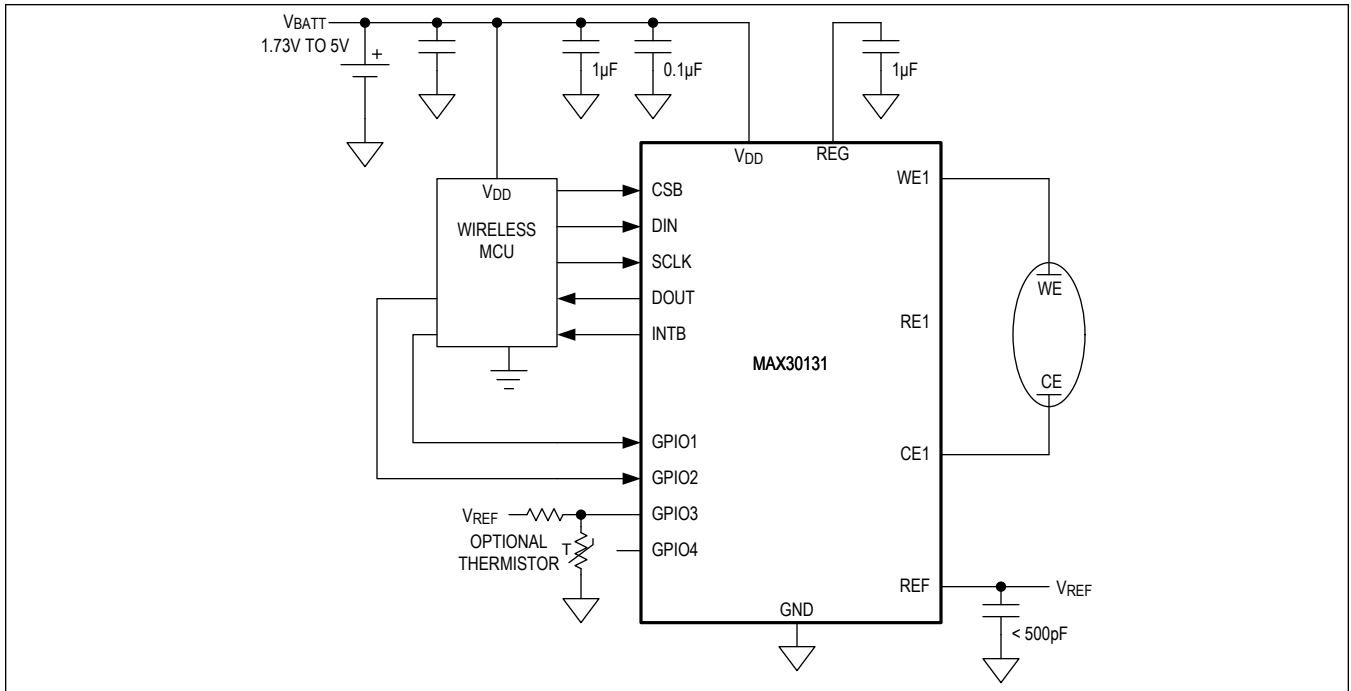 VBATT
1.73V TO 5V
+
1µF
0.1µF
1µF
VDD
REG
VDD
WIRELESS
MCU
CSB
DIN
SCLK
DOUT
INTB
GPIO1
GPIO2
GPIO3
GPIO4
VREF
OPTIONAL
THERMISTOR
T
MAX30131
WE1
RE1
CE1
REF
GND
WE
CE
VREF
< 500pF